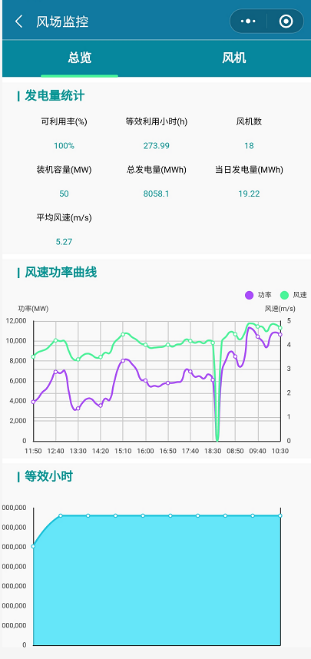 风场监控
总览 风机
发电量统计
可利用率(%) 等效利用小时(h) 风机数
100% 273.99 18
装机容量(MW) 总发电量(MWh) 当日发电量(MWh)
50 8058.1 19.22
平均风速(m/s)
5.27
风速功率曲线
功率 风速
功率(MW) 风速(m/s)
12,000 5
10,000
8,000 4
6,000 3
4,000 2
2,000 1
0 0
11:50 12:40 13:30 14:20 15:10 16:00 16:50 17:40 18:30 08:50 09:40 10:30
等效小时
000,000
000,000
000,000
000,000
000,000
000,000
000,000
0